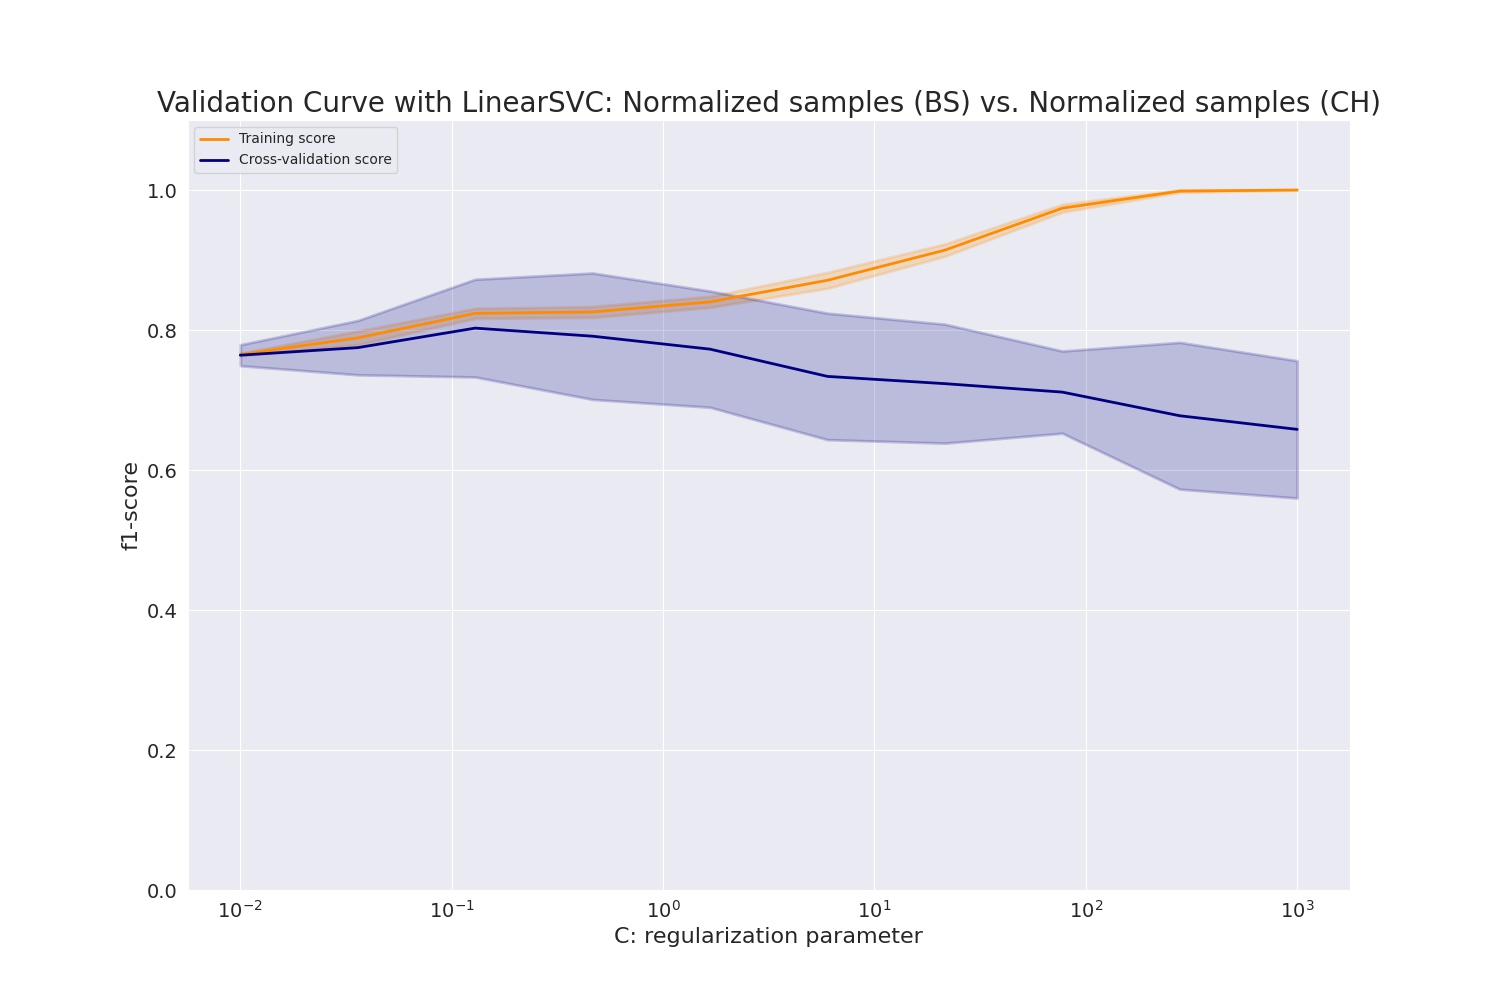 Validation Curve with LinearSVC: Normalized samples (BS) vs. Normalized samples (CH)
Training score
Cross-validation score
1.0
0.8
0.6
0.4
0.2
0.0
f1-score
10⁻² 10⁻¹ 10⁰ 10¹ 10² 10³
C: regularization parameter